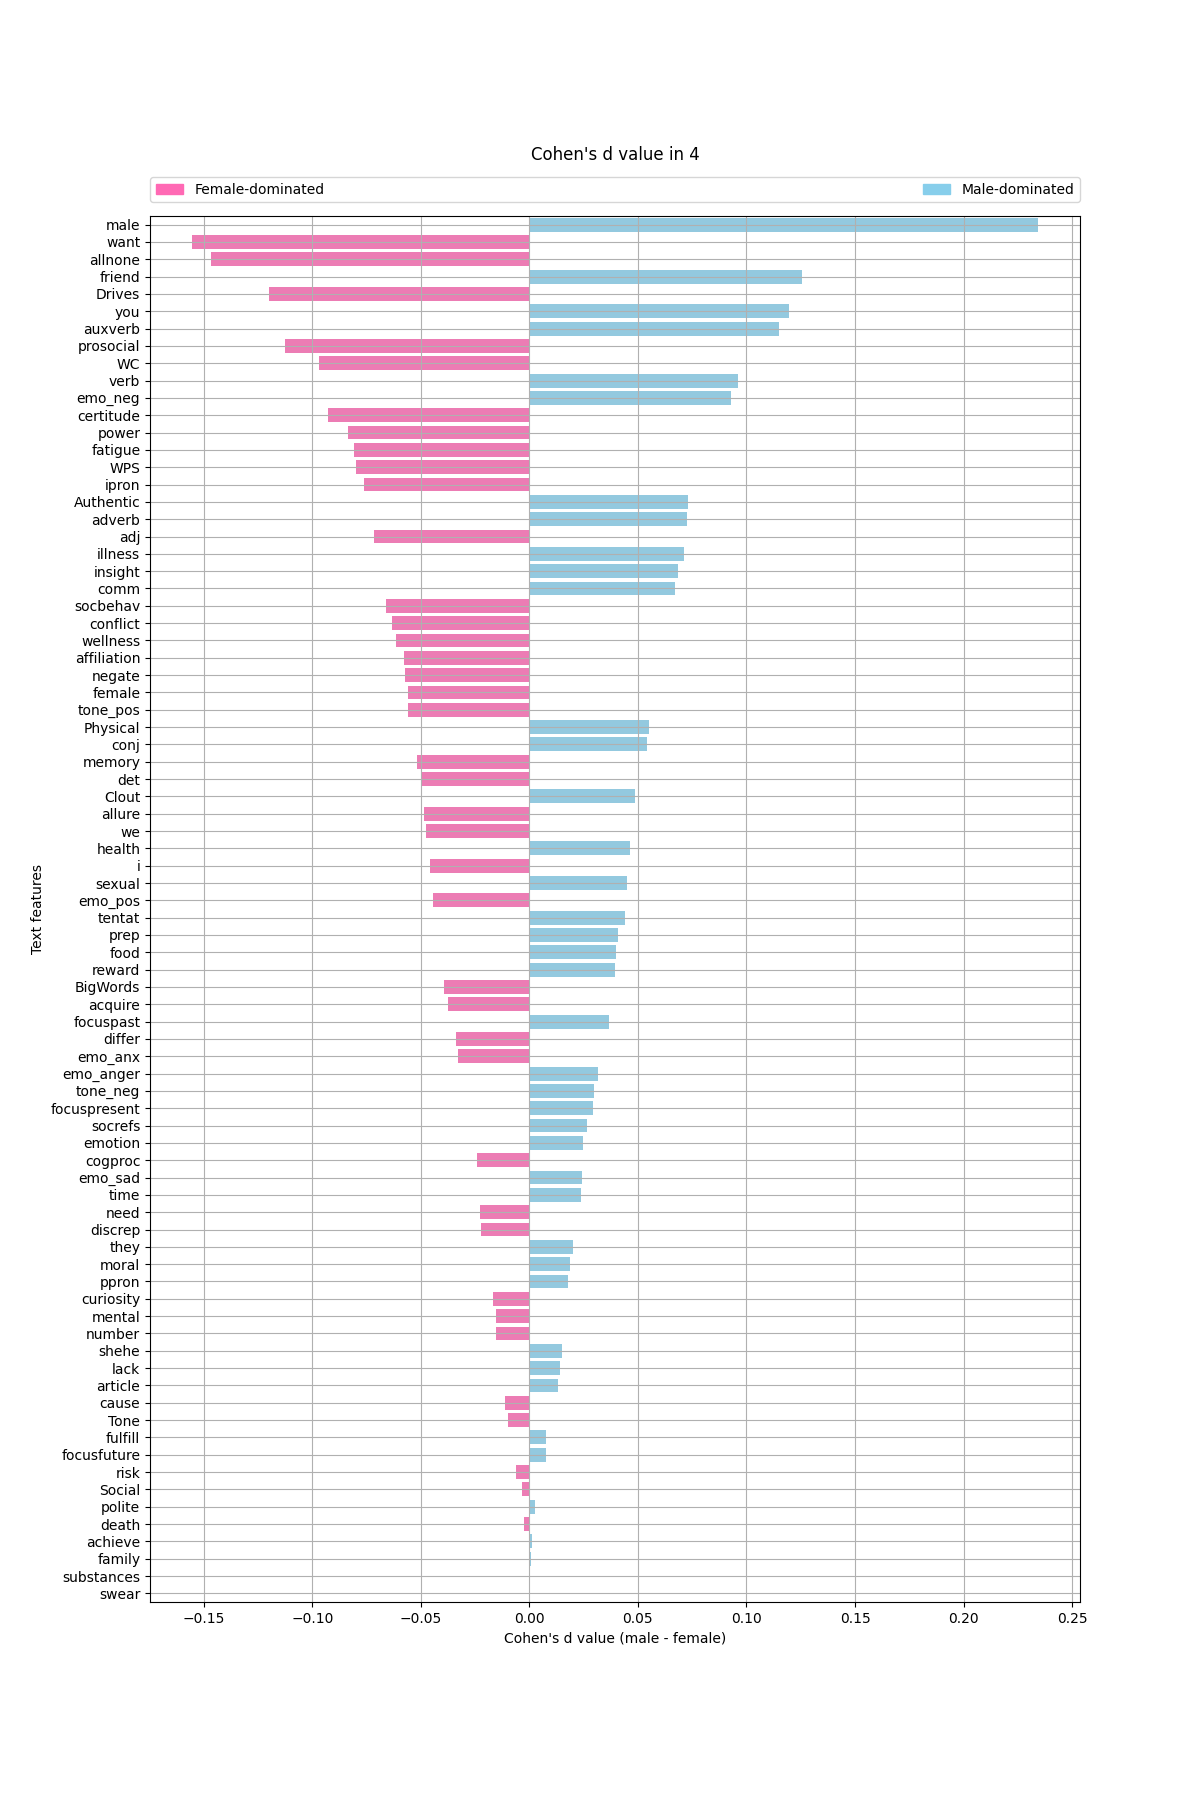 Cohen's d value in 4
Female-dominated
Male-dominated
male
want
allnone
friend
Drives
you
auxverb
prosocial
WC
verb
emo_neg
certitude
power
fatigue
WPS
ipron
Authentic
adverb
adj
illness
insight
comm
socbehav
conflict
wellness
affiliation
negate
female
tone_pos
Physical
conj
memory
det
Clout
allure
we
health
i
sexual
emo_pos
tentat
prep
food
reward
BigWords
acquire
focuspast
differ
emo_anx
emo_anger
tone_neg
focuspresent
socrefs
emotion
cogproc
emo_sad
time
need
discrep
they
moral
ppron
curiosity
mental
number
shehe
lack
article
cause
Tone
fulfill
focusfuture
risk
Social
polite
death
achieve
family
substances
swear
Text features
−0.15 −0.10 −0.05 0.00 0.05 0.10 0.15 0.20 0.25
Cohen's d value (male - female)